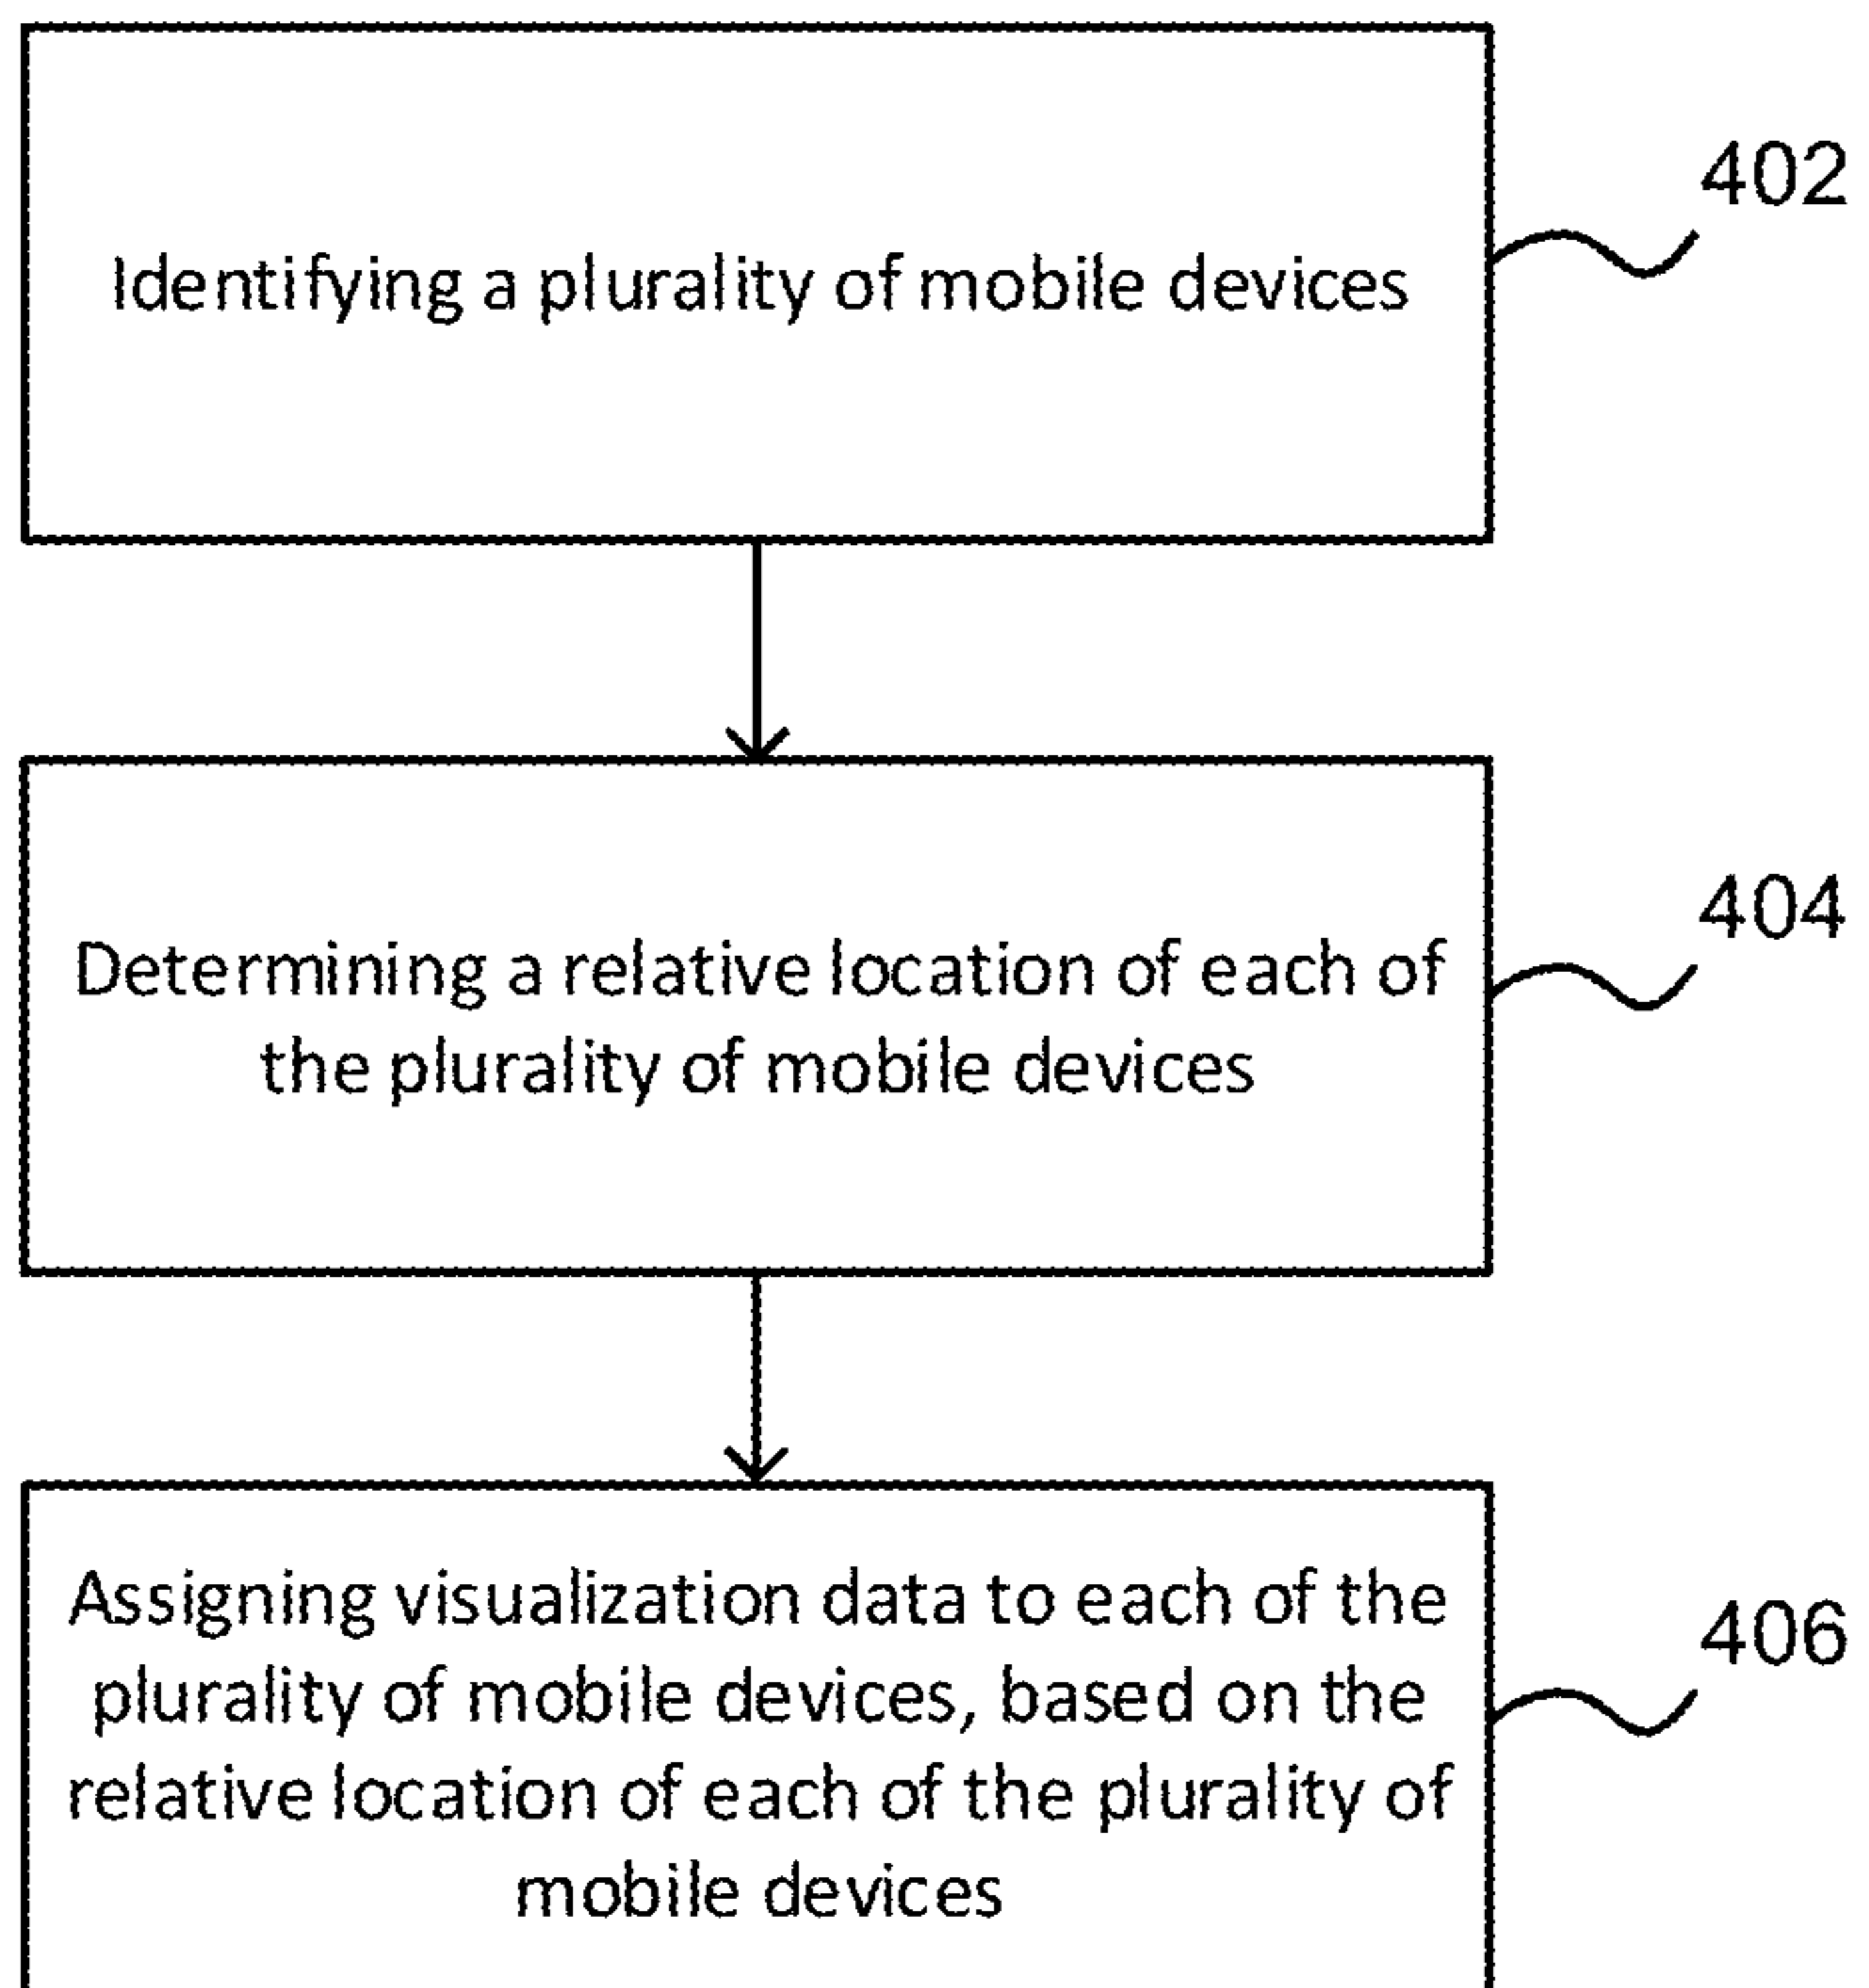 402
Identifying a plurality of mobile devices
404
Determining a relative location of each of
the plurality of mobile devices
406
Assigning visualization data to each of the
plurality of mobile devices, based on the
relative location of each of the plurality of
mobile devices